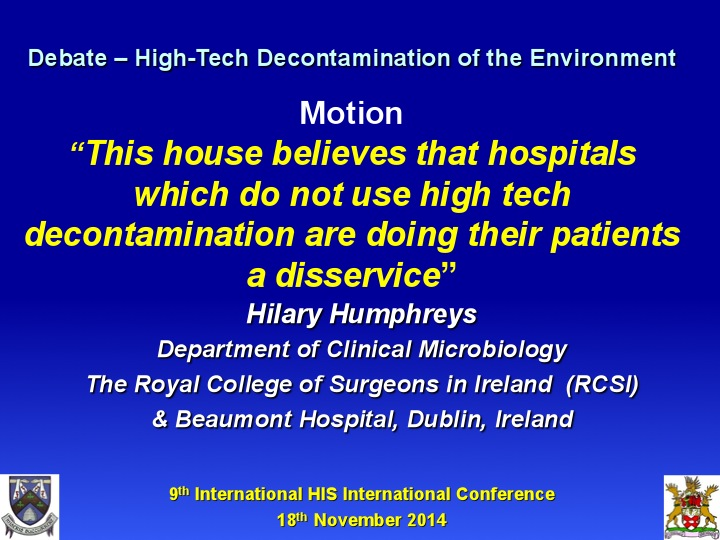 Debate – High-Tech Decontamination of the Environment
Motion
“This house believes that hospitals
which do not use high tech
decontamination are doing their patients
a disservice”
Hilary Humphreys
Department of Clinical Microbiology
The Royal College of Surgeons in Ireland  (RCSI)
& Beaumont Hospital, Dublin, Ireland
9th International HIS International Conference
18th November 2014